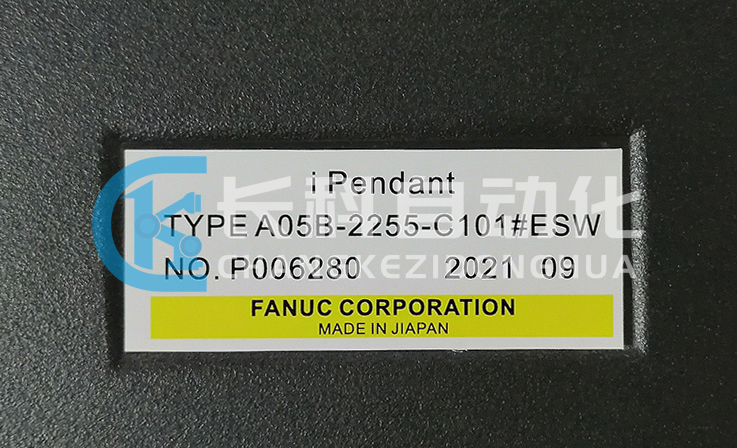 i Pendant
长科自动化
TYPE A05B-2255-C101#ESW
CHANGKEZIDONGHUA
NO. P006280 2021 09
FANUC CORPORATION
MADE IN JIAPAN